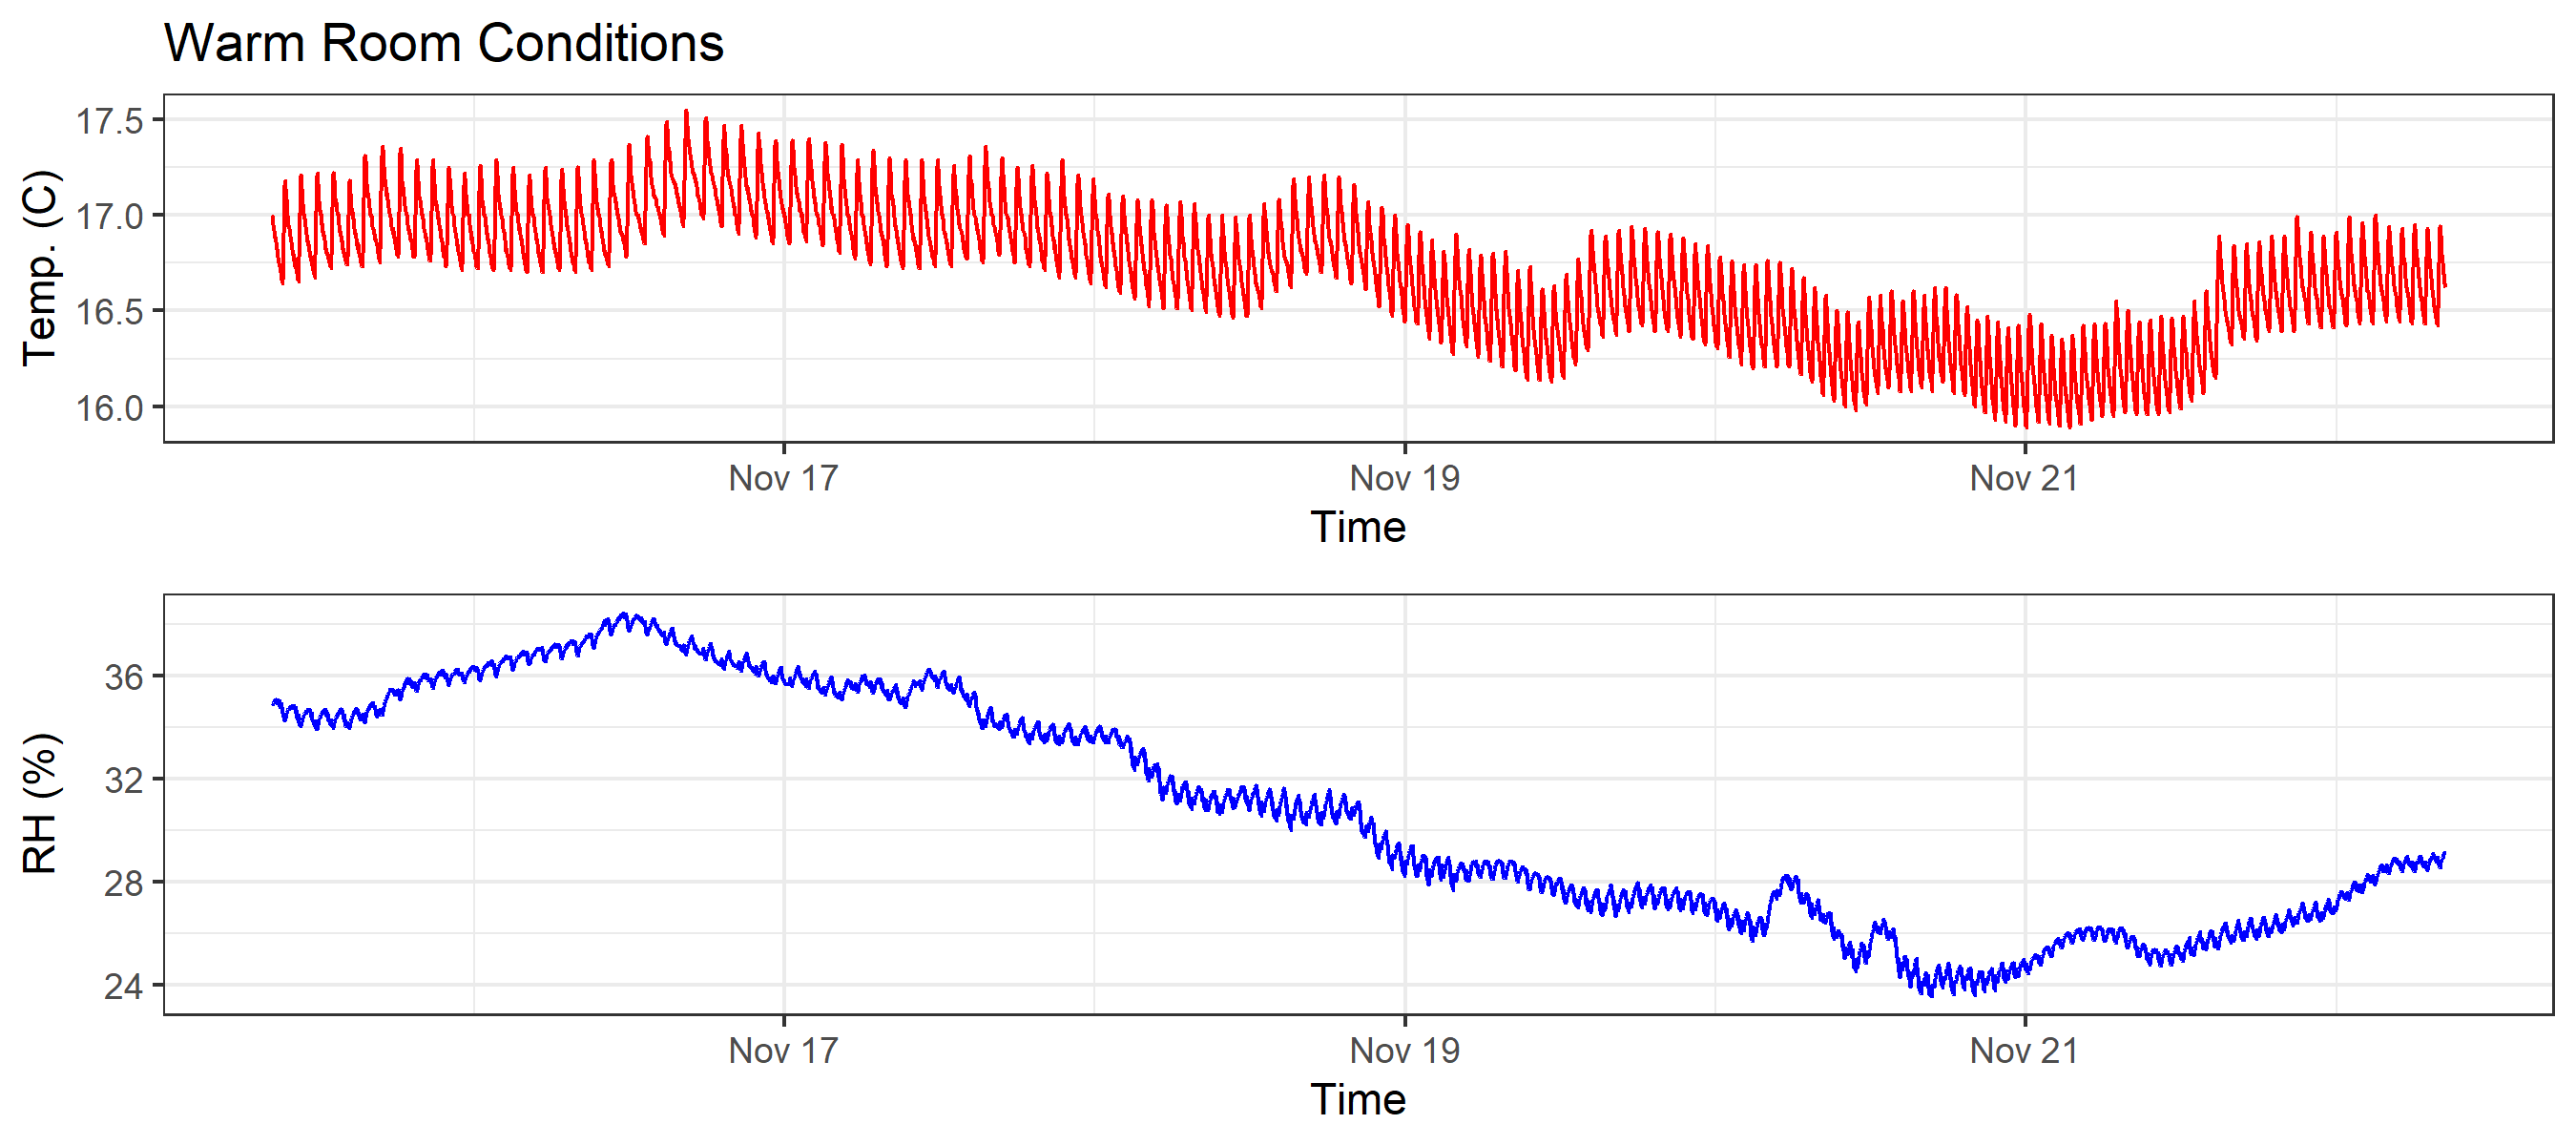 Warm Room Conditions
Temp. (C)
17.5
17.0
16.5
16.0
Nov 17 Nov 19 Nov 21
Time
RH (%)
36
32
28
24
Nov 17 Nov 19 Nov 21
Time